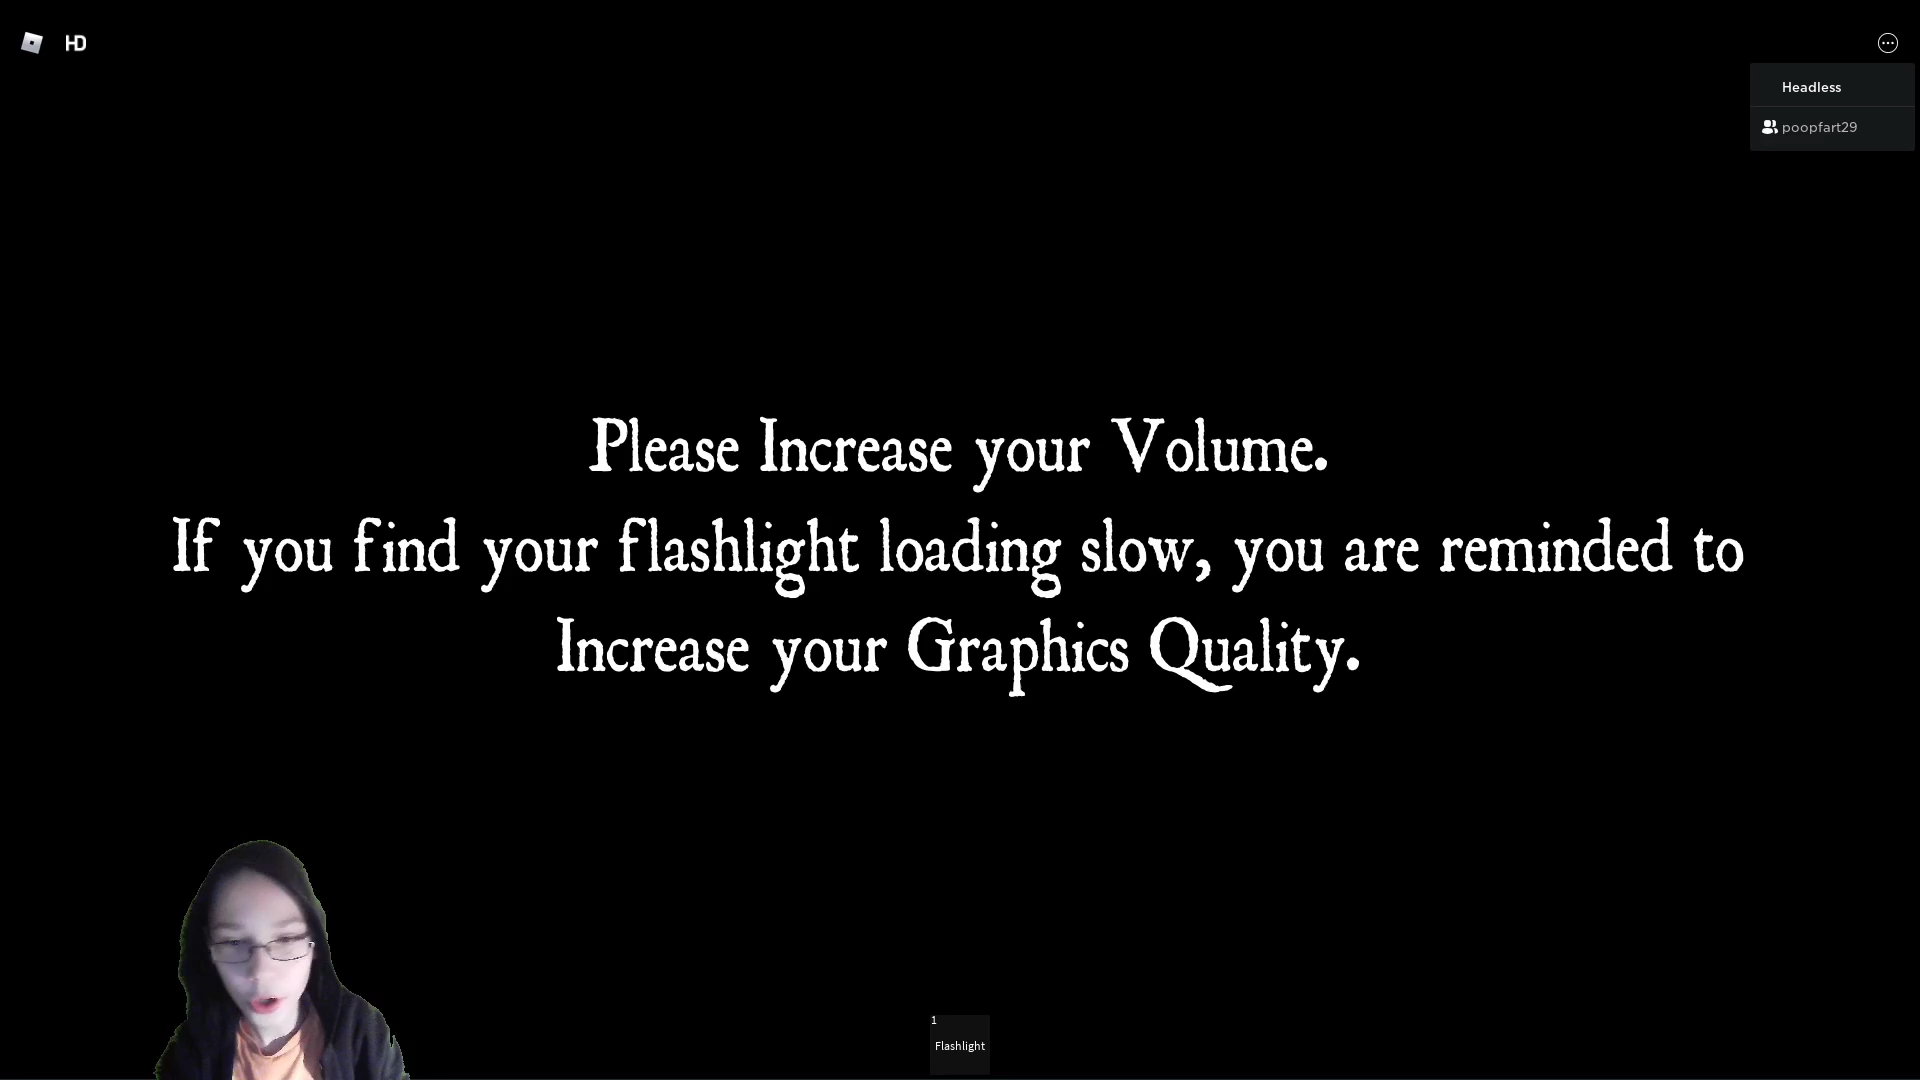 HD
Headless
poopfart29
Please Increase your Volume.
If you find your flashlight loading slow, you are reminded to
Increase your Graphics Quality.
1
Flashlight